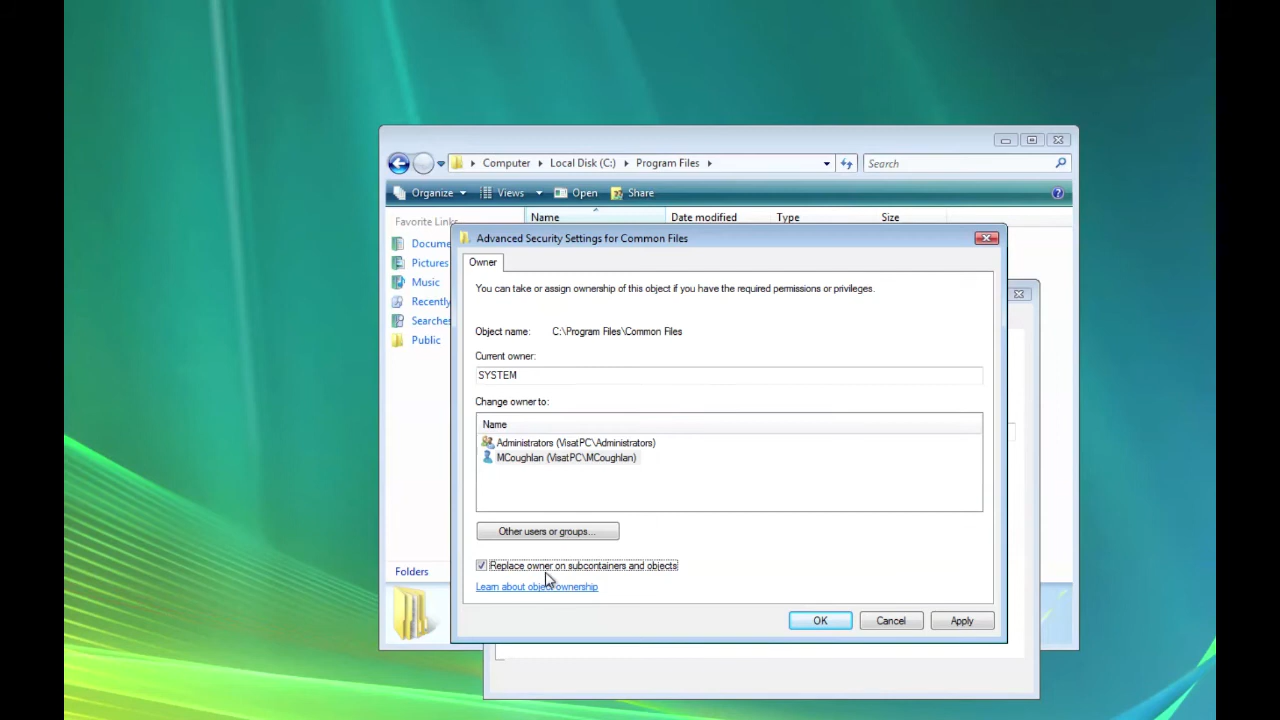 Computer Local Disk (C:) Program Files Search
Organize Views Open Share
Favorite Links
Name Date modified Type Size
Docume
Pictures
Music
Recently
Searches
Public
Folders
Advanced Security Settings for Common Files
Owner
You can take or assign ownership of this object if you have the required permissions or privileges.
Object name: C:\Program Files\Common Files
Current owner:
SYSTEM
Change owner to:
Name
Administrators (VisatPC\Administrators)
MCoughlan (VisatPC\MCoughlan)
Other users or groups...
Replace owner on subcontainers and objects
Learn about object ownership
OK Cancel Apply